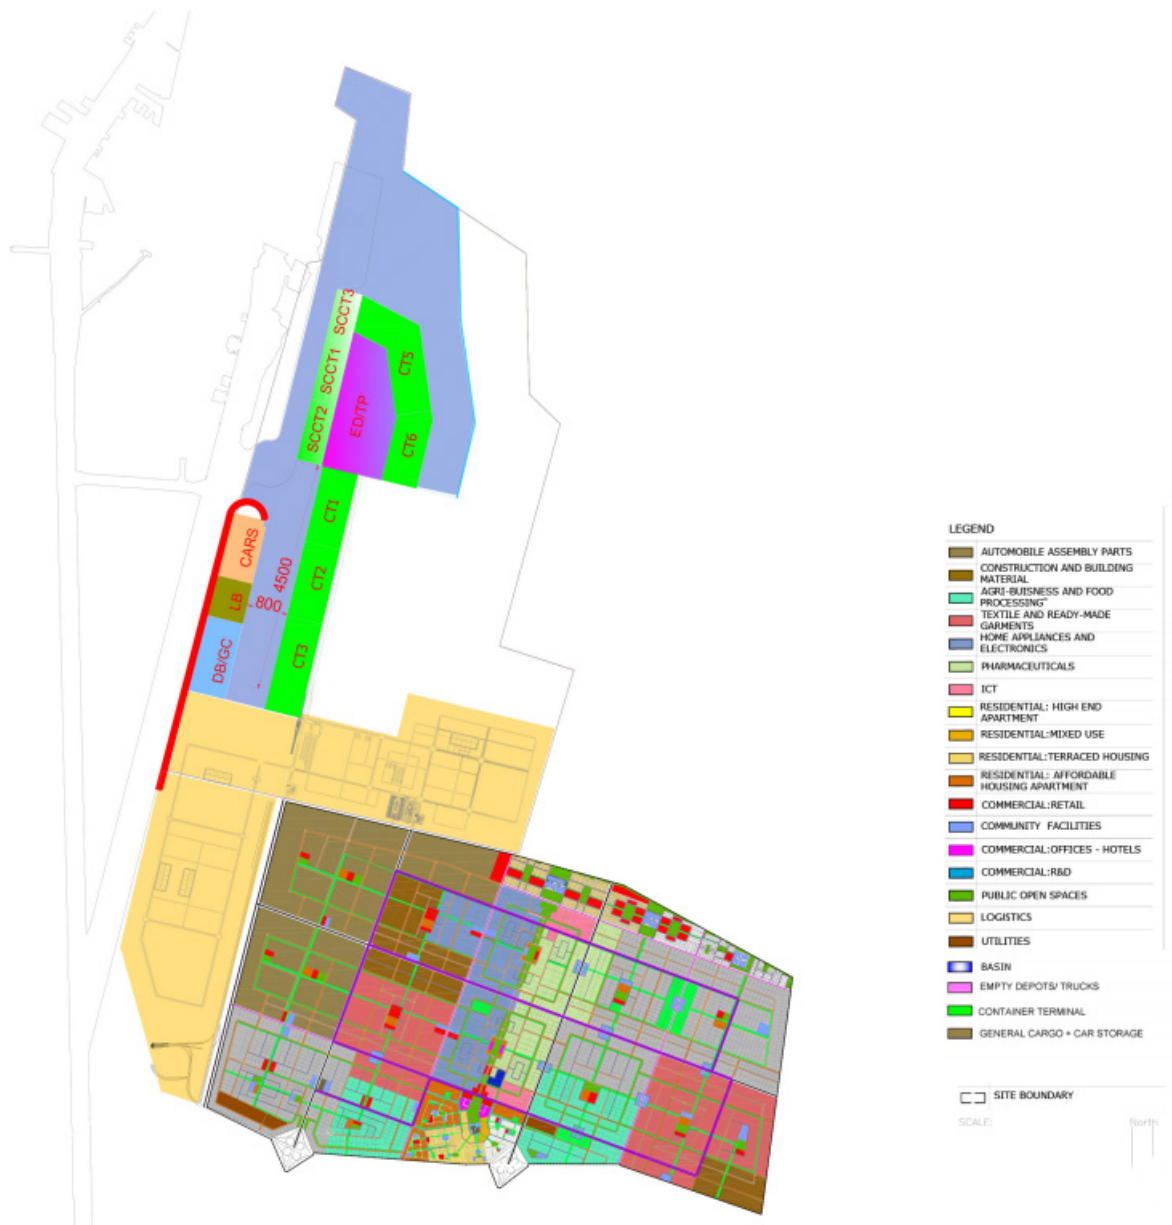 SCCT3
SCCT1
CT5
SCCT2
ED/TP
CT6
CT1
CARS
4500
CT2
LB
800
DB/GC
CT3
LEGEND
AUTOMOBILE ASSEMBLY PARTS
CONSTRUCTION AND BUILDING
MATERIAL
AGRI-BUISNESS AND FOOD
PROCESSING"
TEXTILE AND READY-MADE
GARMENTS
HOME APPLIANCES AND
ELECTRONICS
PHARMACEUTICALS
ICT
RESIDENTIAL: HIGH END
APARTMENT
RESIDENTIAL:MIXED USE
RESIDENTIAL:TERRACED HOUSING
RESIDENTIAL: AFFORDABLE
HOUSING APARTMENT
COMMERCIAL:RETAIL
COMMUNITY FACILITIES
COMMERCIAL:OFFICES - HOTELS
COMMERCIAL:R&D
PUBLIC OPEN SPACES
LOGISTICS
UTILITIES
BASIN
EMPTY DEPOTS/ TRUCKS
CONTAINER TERMINAL
GENERAL CARGO + CAR STORAGE
SITE BOUNDARY
SCALE:
North